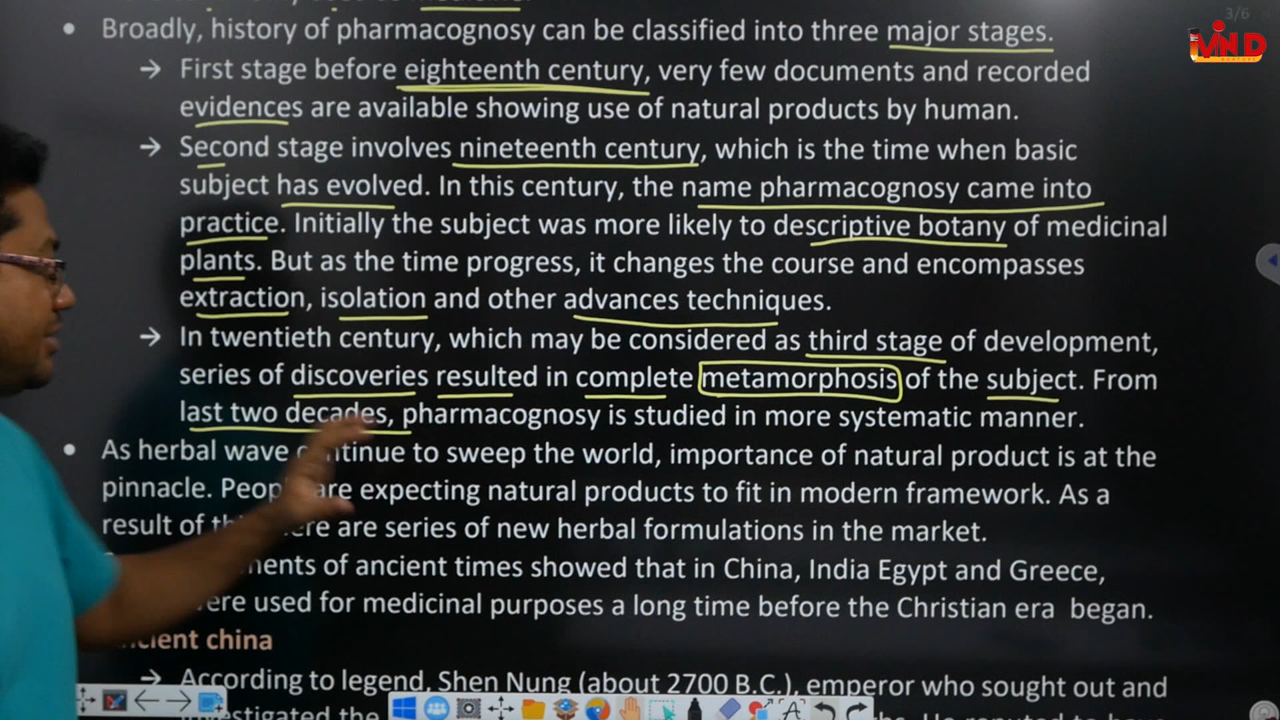 3/6
MIND
Broadly, history of pharmacognosy can be classified into three major stages.
→ First stage before eighteenth century, very few documents and recorded
evidences are available showing use of natural products by human.
→ Second stage involves nineteenth century, which is the time when basic
subject has evolved. In this century, the name pharmacognosy came into
practice. Initially the subject was more likely to descriptive botany of medicinal
plants. But as the time progress, it changes the course and encompasses
extraction, isolation and other advances techniques.
→ In twentieth century, which may be considered as third stage of development,
series of discoveries resulted in complete metamorphosis of the subject. From
last two decades, pharmacognosy is studied in more systematic manner.
As herbal wave continue to sweep the world, importance of natural product is at the
pinnacle. People are expecting natural products to fit in modern framework. As a
result of there are series of new herbal formulations in the market.
of ancient times showed that in China, India Egypt and Greece,
were used for medicinal purposes a long time before the Christian era began.
ancient china
→ According to legend, Shen Nung (about 2700 B.C.), emperor who sought out and
the